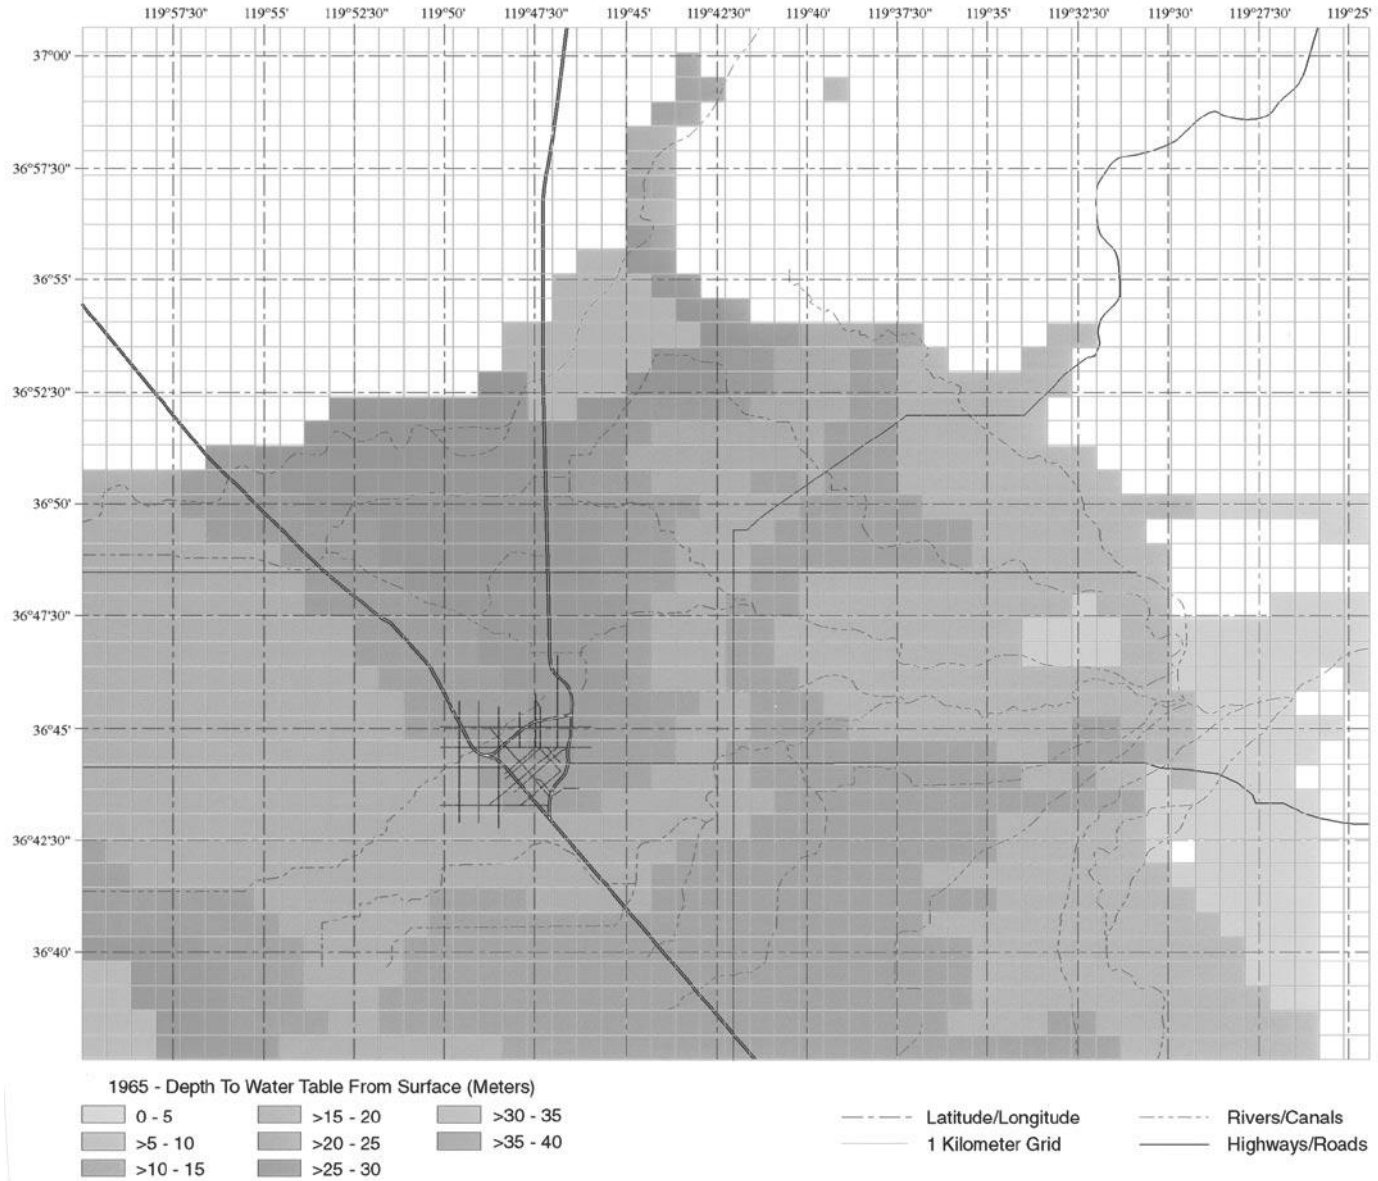 119°57'30" 119°55' 119°52'30" 119°50' 119°47'30" 119°45' 119°42'30" 119°40' 119°37'30" 119°35' 119°32'30" 119°30' 119°27'30" 119°25'
37°00'
36°57'30"
36°55'
36°52'30"
36°50'
36°47'30"
36°45'
36°42'30"
36°40'
1965 - Depth To Water Table From Surface (Meters)
0 - 5 >15 - 20 >30 - 35 Latitude/Longitude Rivers/Canals
>5 - 10 >20 - 25 >35 - 40 1 Kilometer Grid Highways/Roads
>10 - 15 >25 - 30